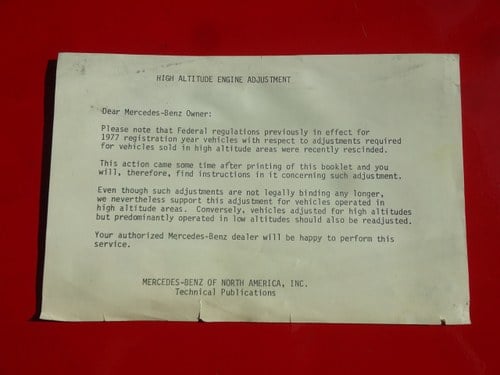 HIGH ALTITUDE ENGINE ADJUSTMENT
Dear Mercedes-Benz Owner:
Please note that Federal regulations previously in effect for
1977 registration year vehicles with respect to adjustments required
for vehicles sold in high altitude areas were recently rescinded.
This action came some time after printing of this booklet and you
will, therefore, find instructions in it concerning such adjustment.
Even though such adjustments are not legally binding any longer,
we nevertheless support this adjustment for vehicles operated in
high altitude areas. Conversely, vehicles adjusted for high altitudes
but predominantly operated in low altitudes should also be readjusted.
Your authorized Mercedes-Benz dealer will be happy to perform this
service.
MERCEDES-BENZ OF NORTH AMERICA, INC.
Technical Publications